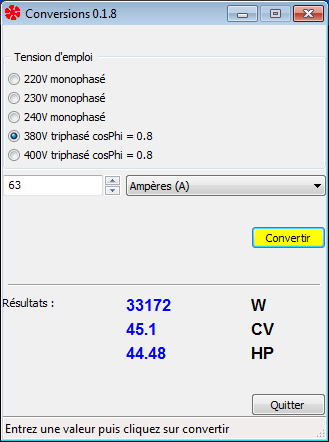 Conversions 0.1.8
Tension d'emploi
220V monophasé
230V monophasé
240V monophasé
380V triphasé cosPhi = 0.8
400V triphasé cosPhi = 0.8
63 Ampères (A)
Convertir
Résultats : 33172 W
45.1 CV
44.48 HP
Quitter
Entrez une valeur puis cliquez sur convertir